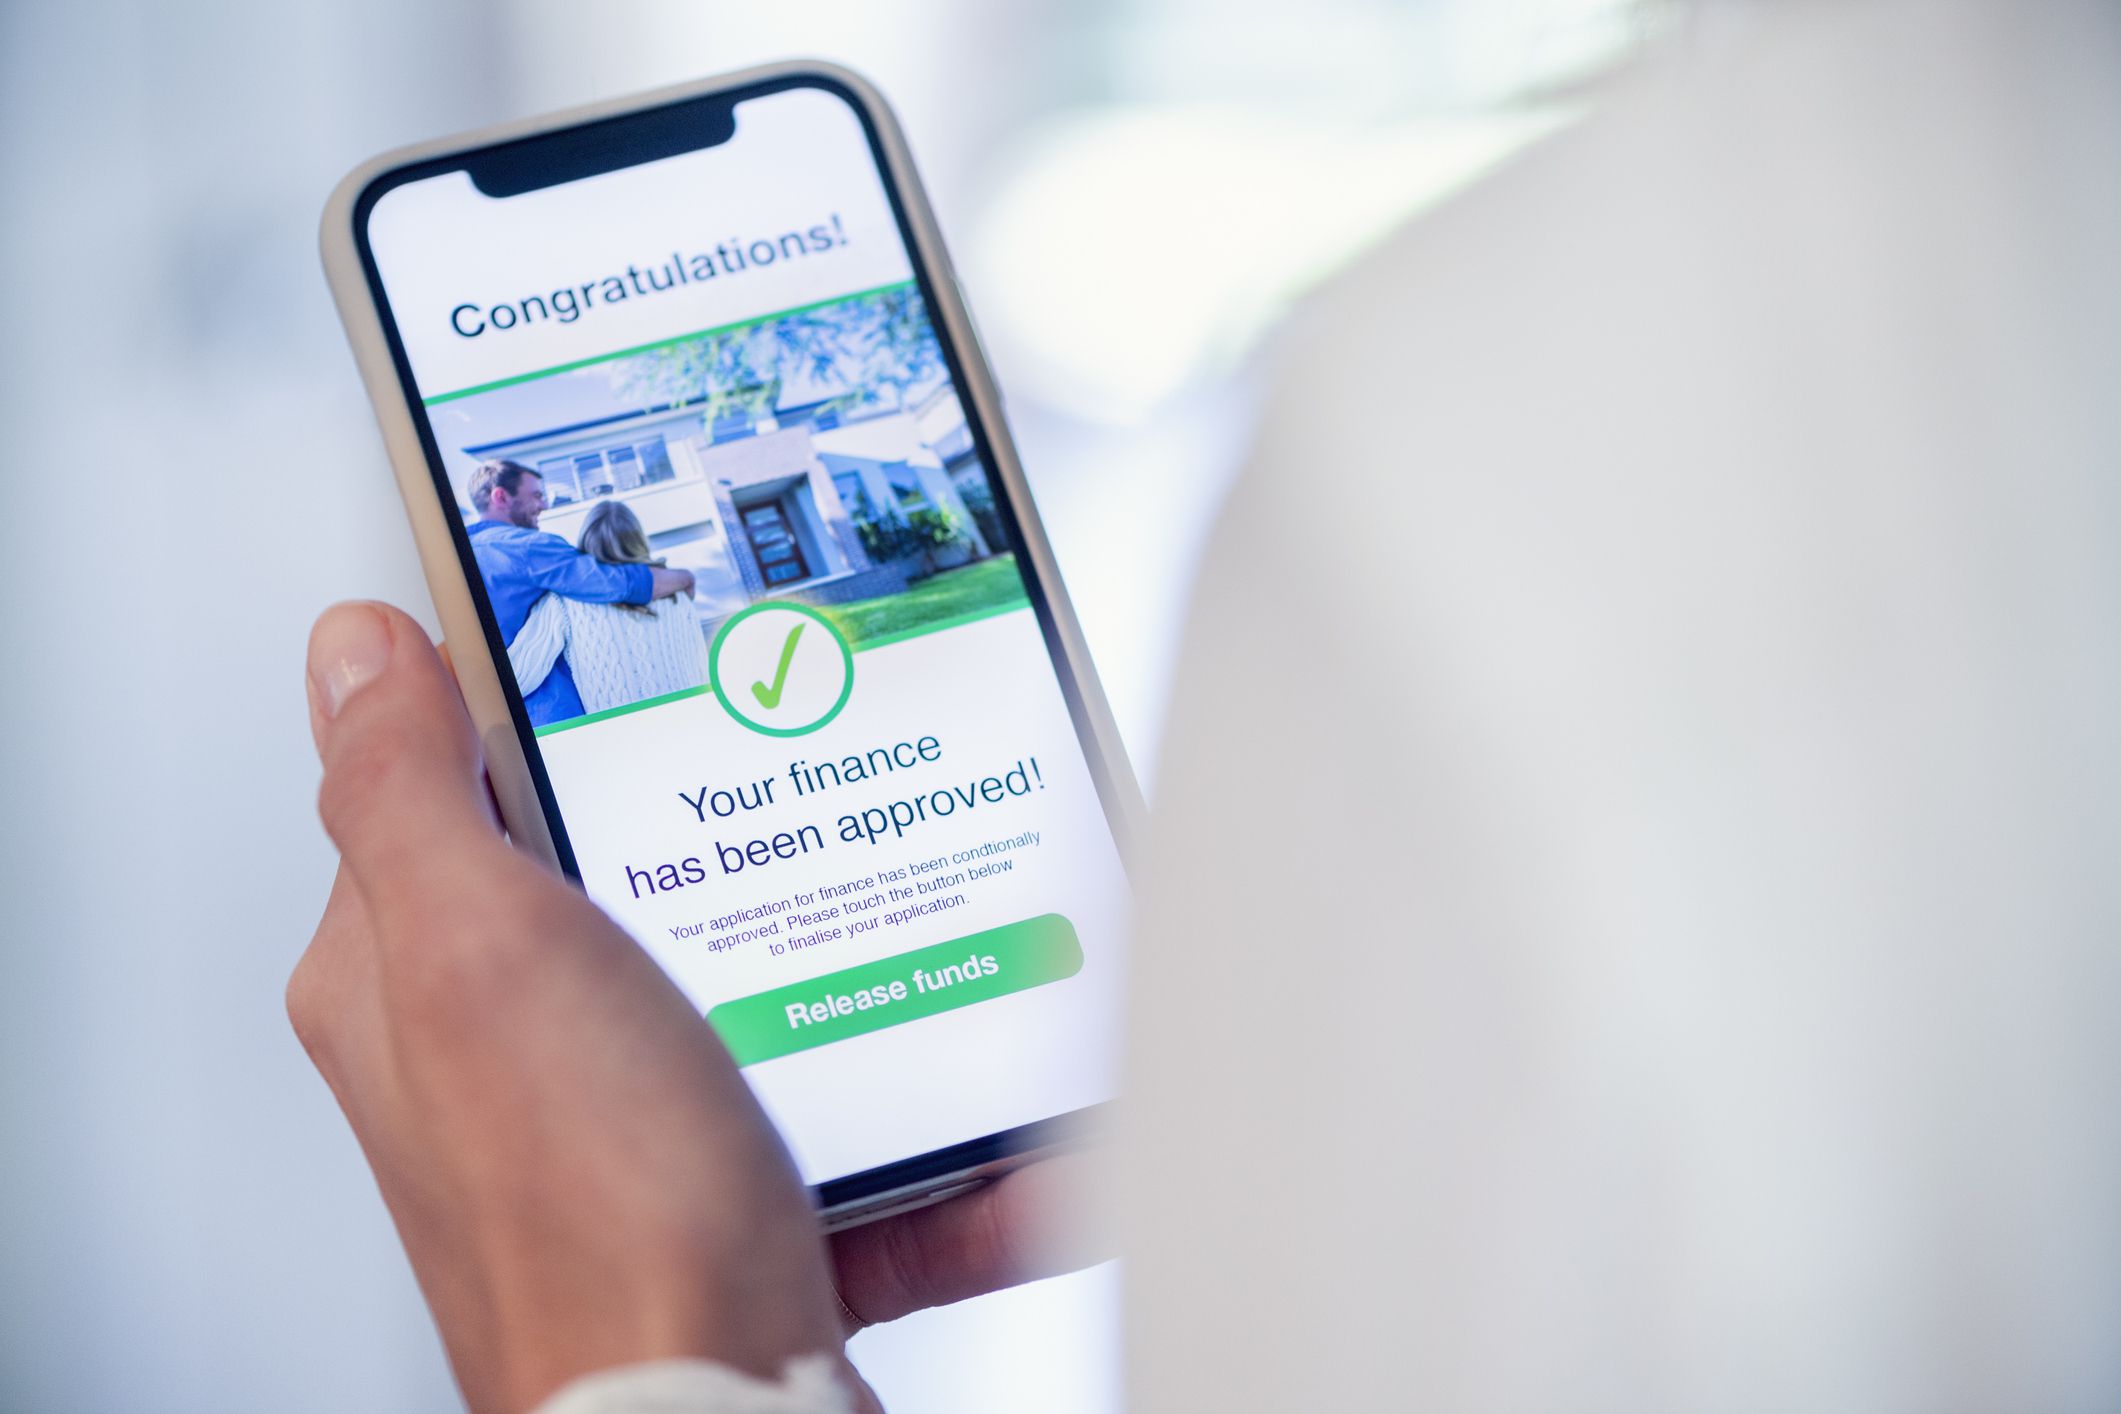 Congratulations!
Your finance
has been approved!
Your application for finance has been condtionally
approved. Please touch the button below
to finalise your application.
Release funds